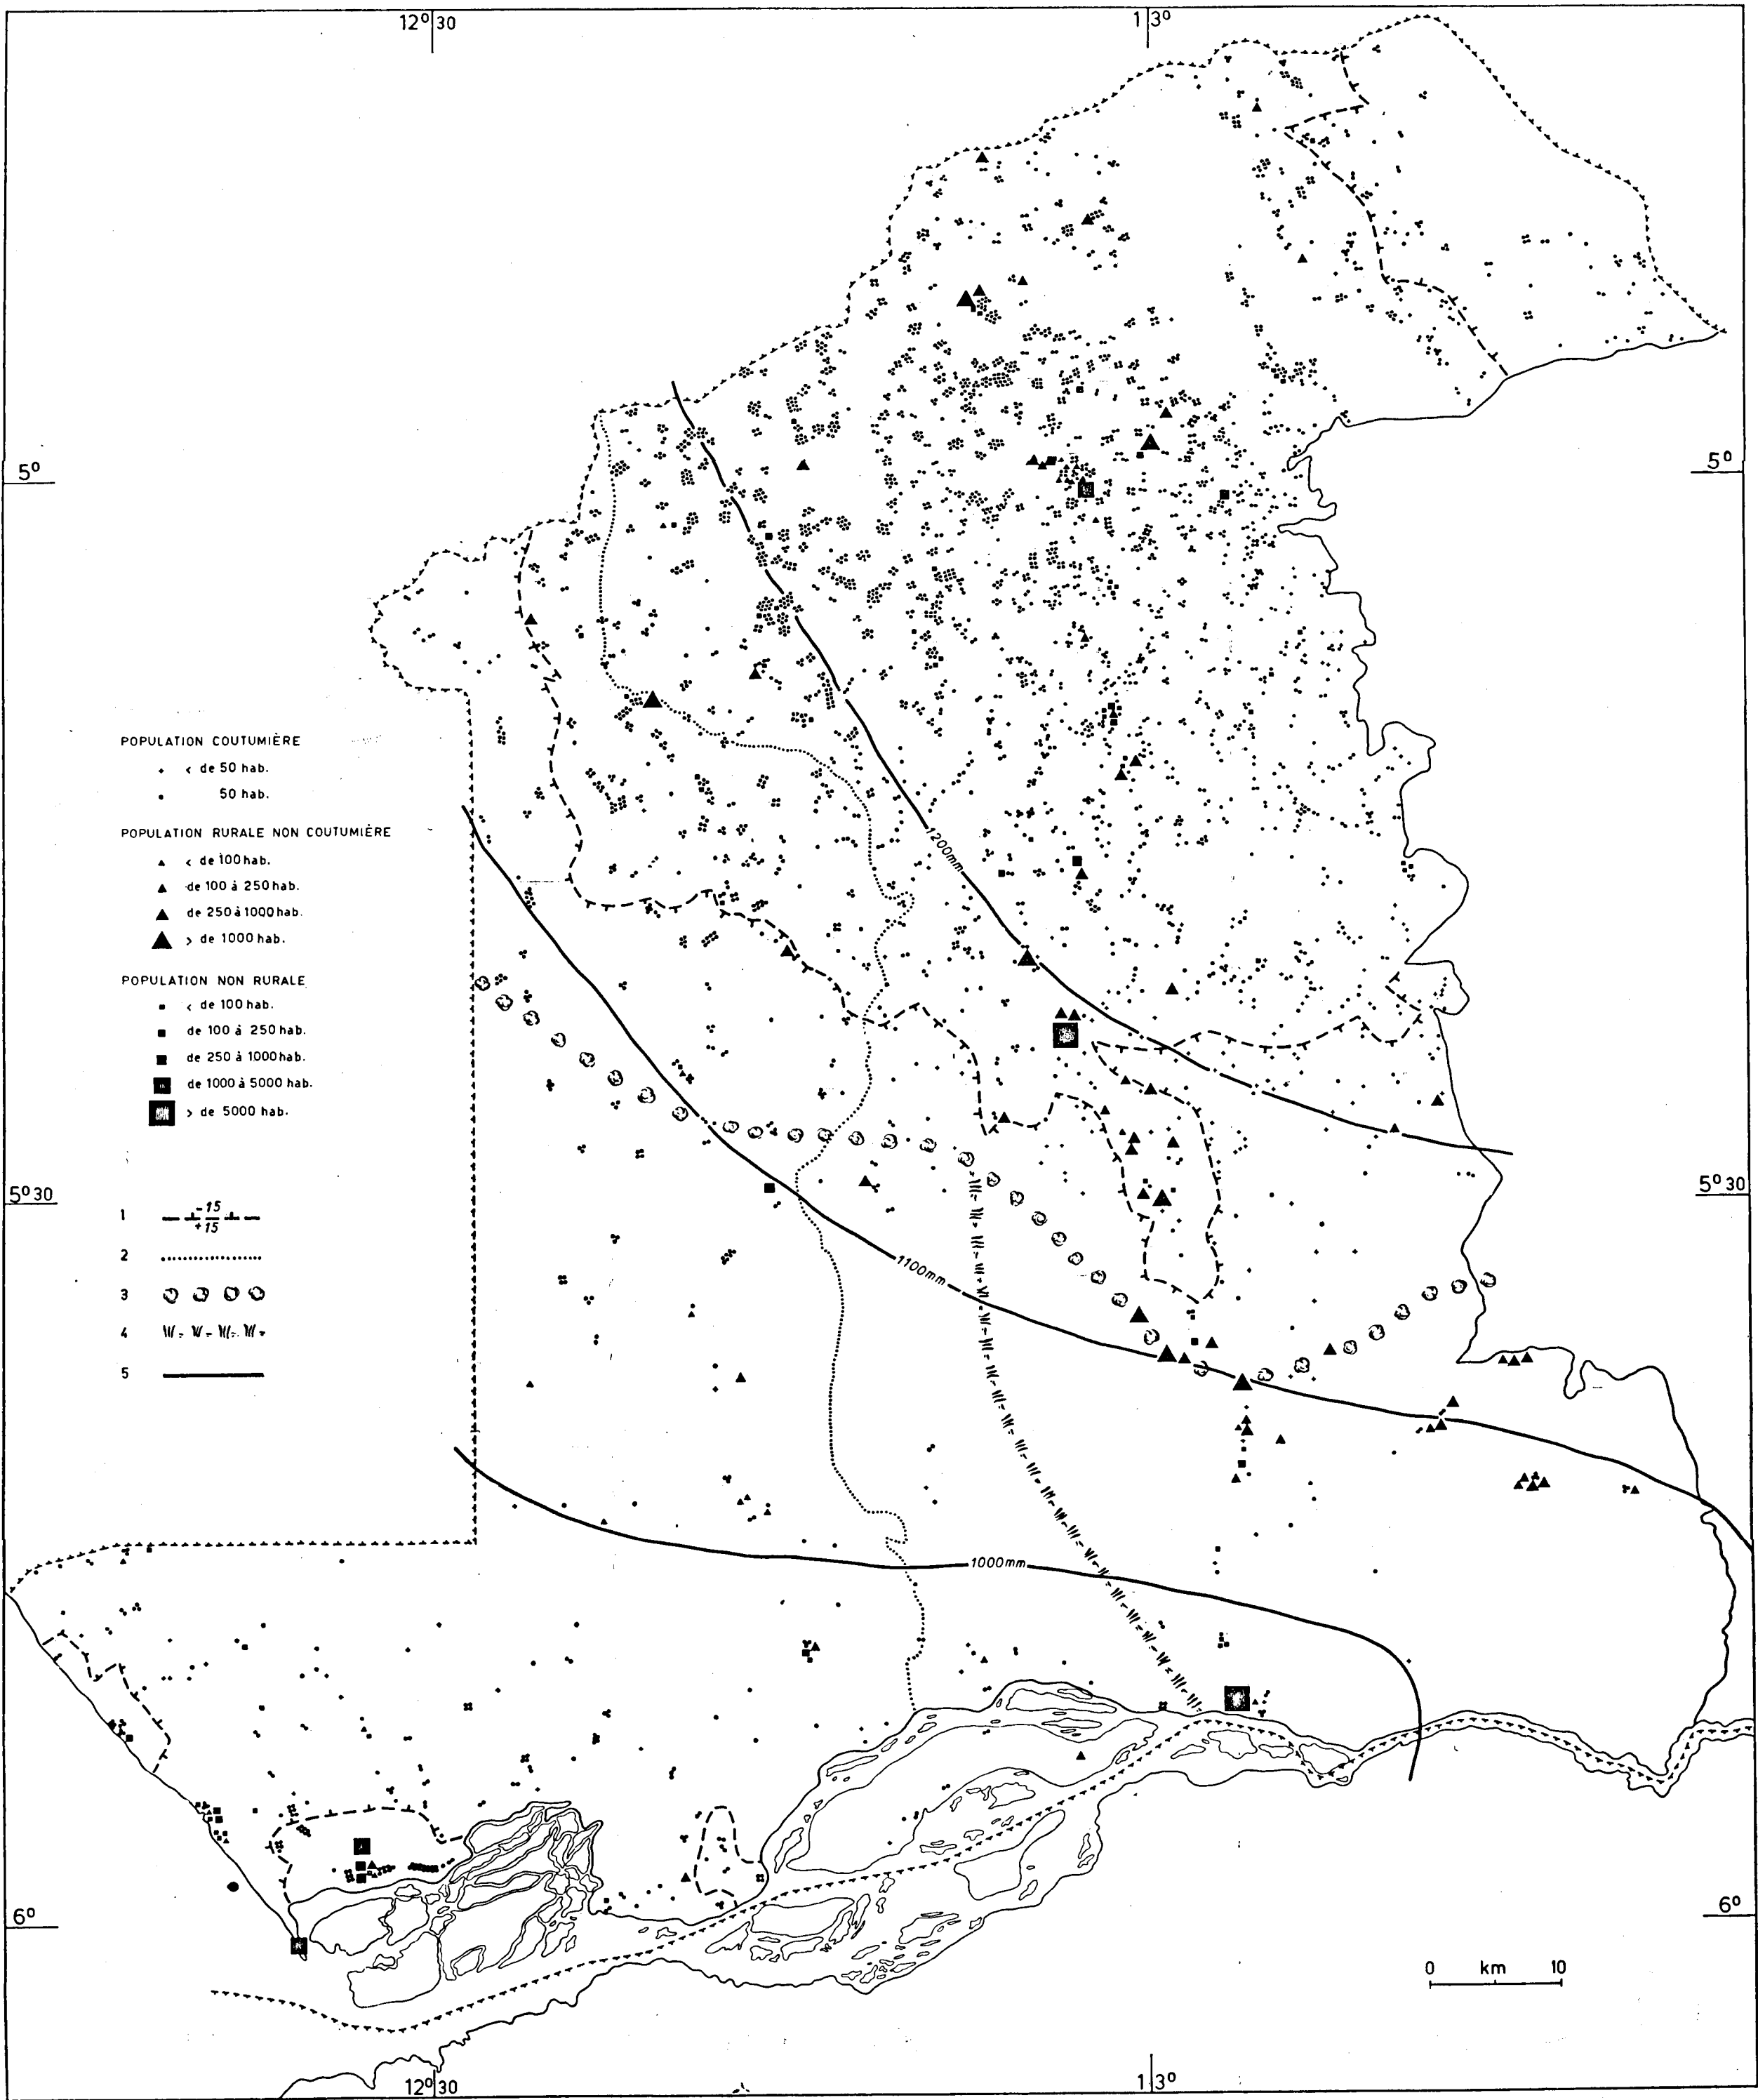 12°30
13°
5°
5°
POPULATION COUTUMIÈRE
< de 50 hab.
50 hab.
POPULATION RURALE NON COUTUMIÈRE
< de 100 hab.
de 100 à 250 hab.
de 250 à 1000 hab.
> de 1000 hab.
POPULATION NON RURALE
< de 100 hab.
de 100 à 250 hab.
de 250 à 1000 hab.
de 1000 à 5000 hab.
> de 5000 hab.
1200mm
5°30
5°30
1 -15
+15
2
3
4
5
1100mm
1000mm
6°
6°
0 km 10
12°30
13°